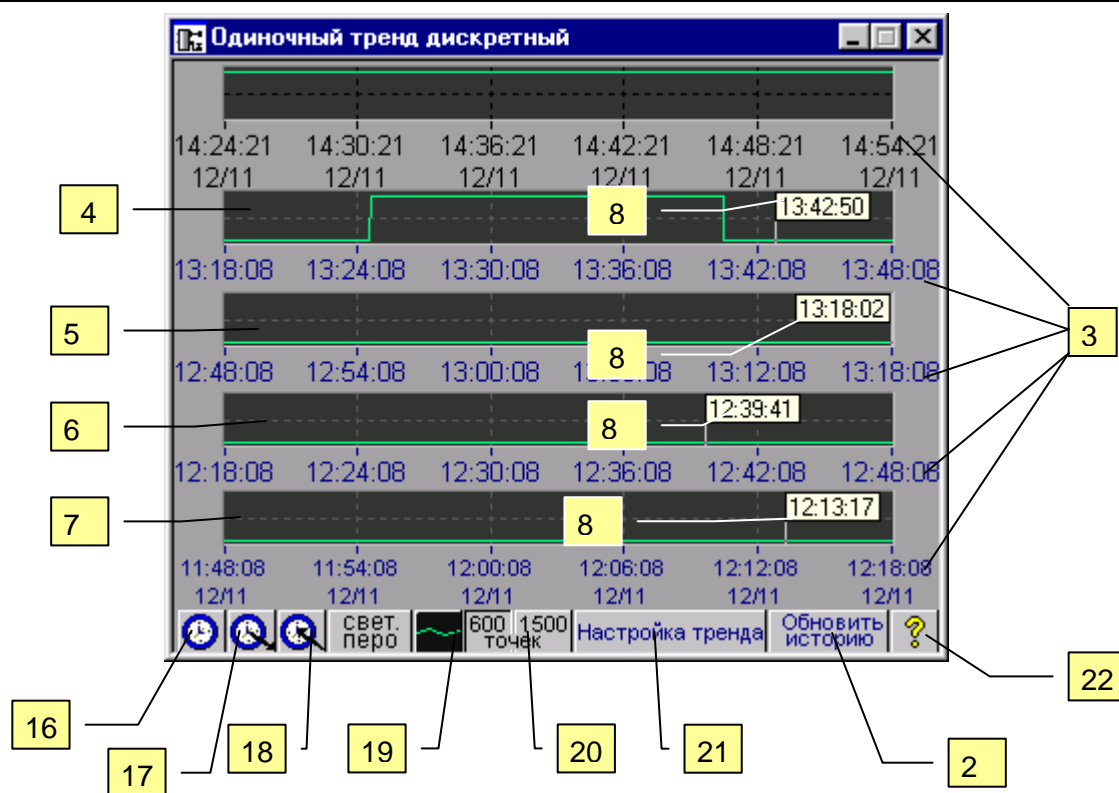 Одиночный тренд дискретный
14:24:21 14:30:21 14:36:21 14:42:21 14:48:21 14:54:21
12/11 12/11 12/11 12/11 12/11 12/11
4 8 13:42:50
13:18:08 13:24:08 13:30:08 13:36:08 13:42:08 13:48:08
5 8 13:18:02 3
12:48:08 12:54:08 13:00:08 13:12:08 13:18:08
6 8 12:39:41
12:18:08 12:24:08 12:30:08 12:36:08 12:42:08 12:48:08
7 8 12:13:17
11:48:08 11:54:08 12:00:08 12:06:08 12:12:08 12:18:08
12/11 12/11 12/11 12/11 12/11 12/11
свет. перо 600 1500 точек Настройка тренда Обновить историю ?
22
16 17 18 19 20 21 2